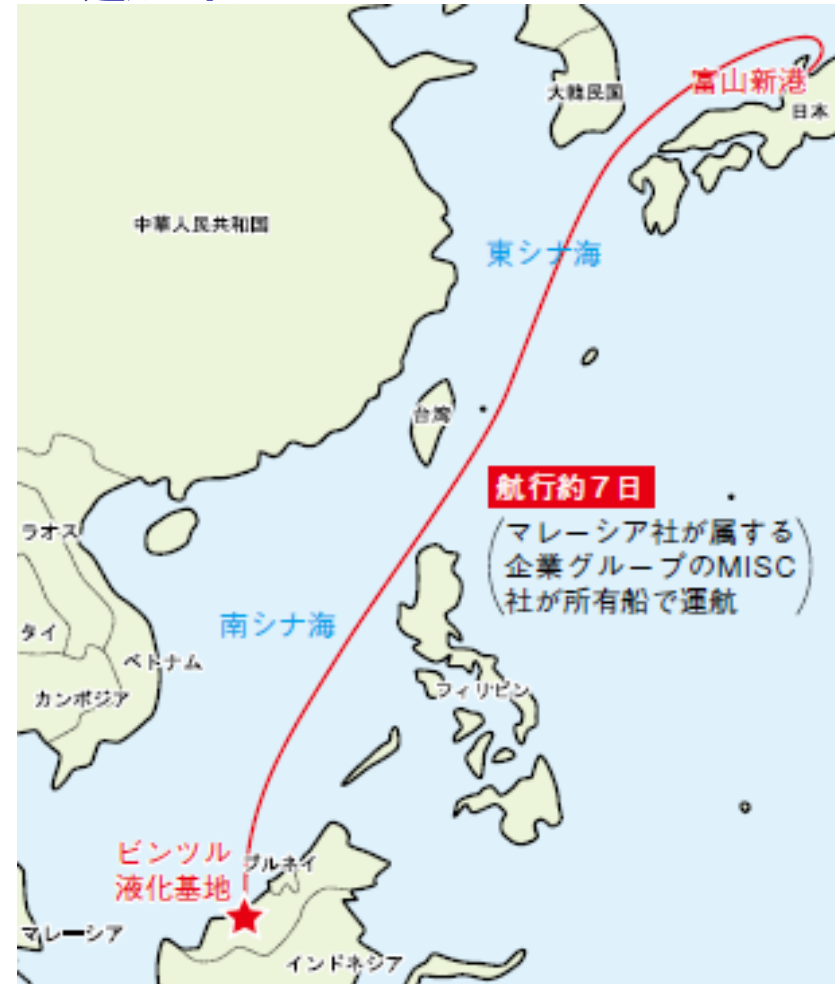 富山新港
大韓民国
日本
中華人民共和国
東シナ海
台湾
航行約7日
(マレーシア社が属する
企業グループのMISC
社が所有船で運航)
ラオス
南シナ海
タイ
ベトナム
カンボジア
フィリピン
ビンツル
液化基地
ブルネイ
マレーシア
インドネシア